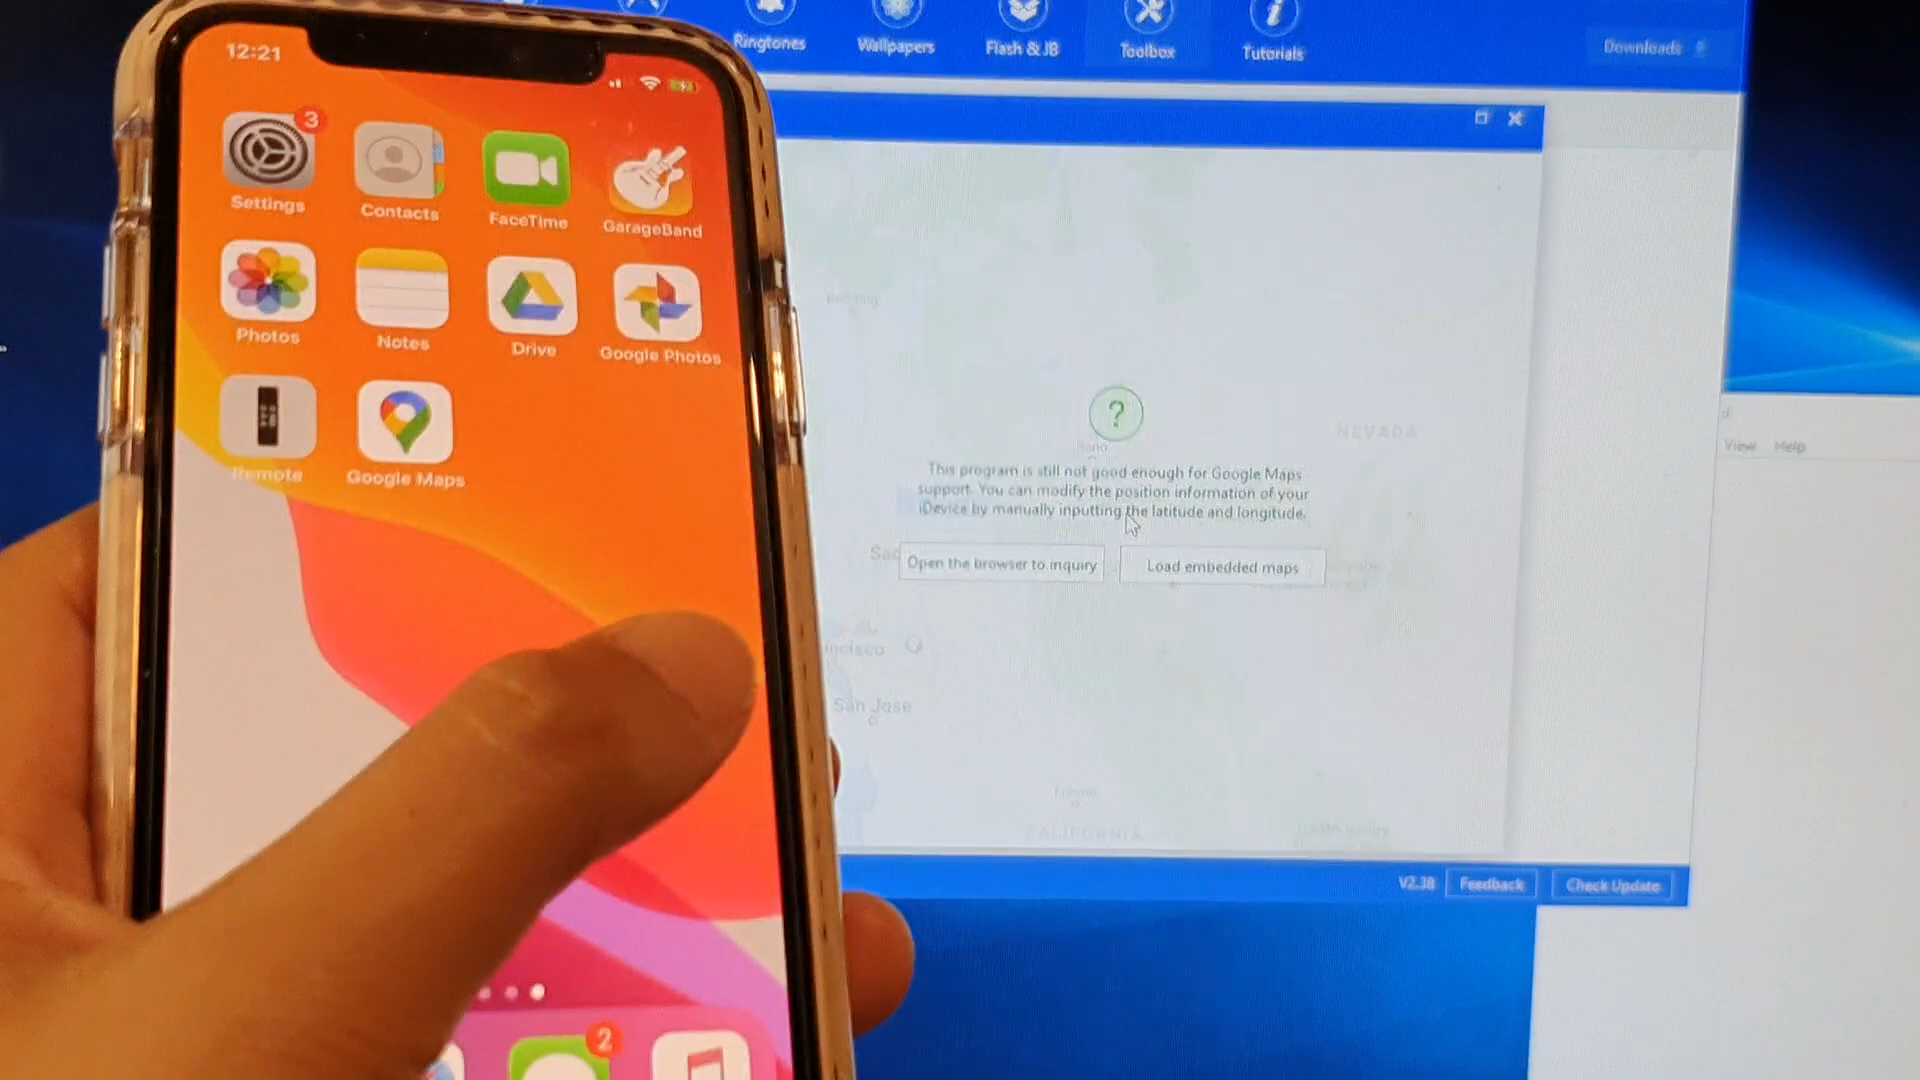 12:21
3
Settings
Contacts
FaceTime
GarageBand
Photos
Notes
Drive
Google Photos
Remote
Google Maps
2
Ringtones
Wallpapers
Flash & JB
Toolbox
Tutorials
Downloads
NEVADA
?
This program is still not good enough for Google Maps
support. You can modify the position information of your
iDevice by manually inputting the latitude and longitude.
Open the browser to inquiry
Load embedded maps
San Jose
CALIFORNIA
V2.38
Feedback
Check Update
View
Help